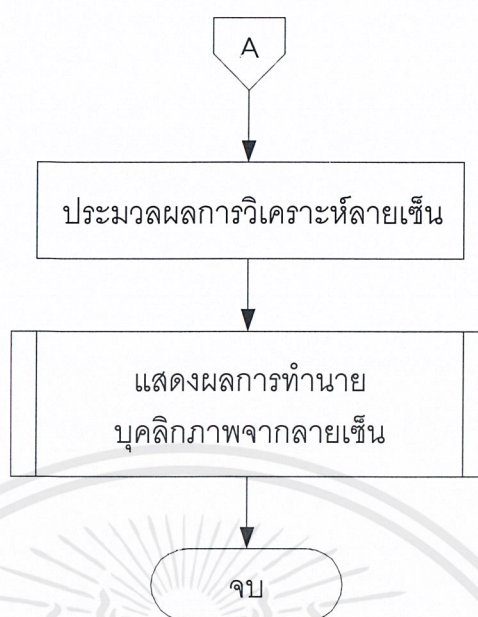 A
ประมวลผลการวิเคราะห์ลายเซ็น
แสดงผลการทำนาย
บุคลิกภาพจากลายเซ็น
จบ